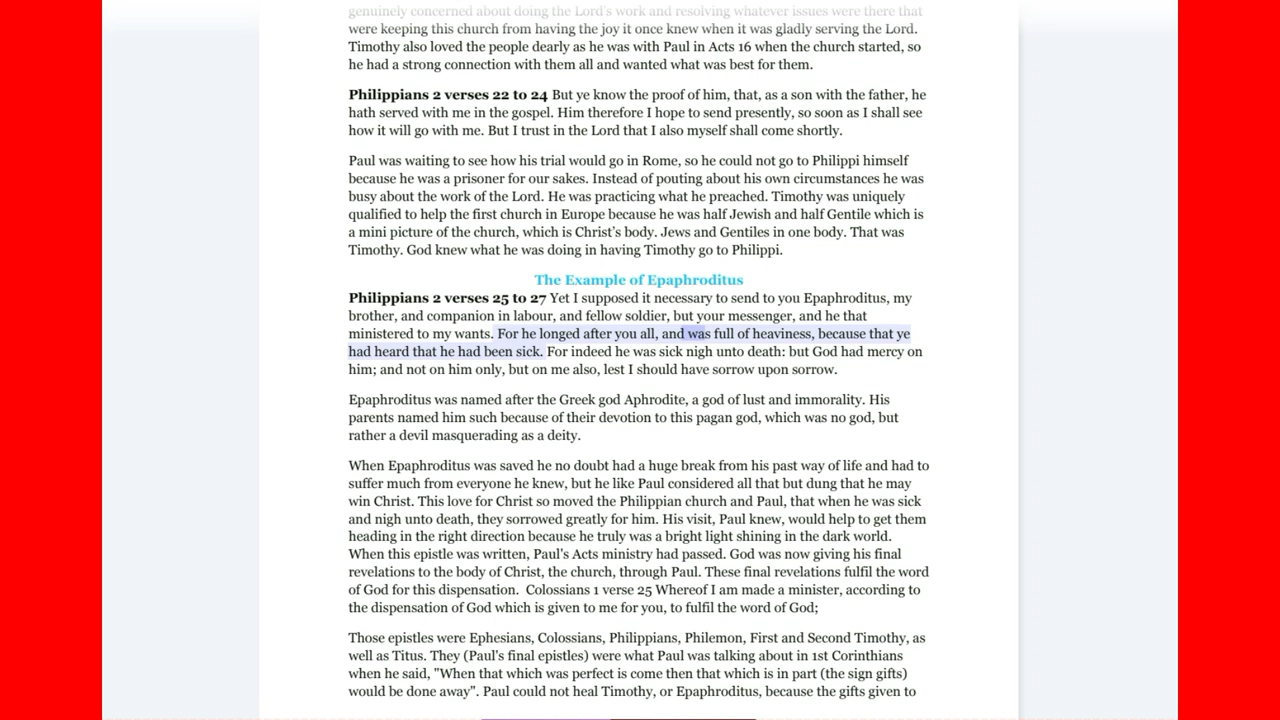 genuinely concerned about doing the Lord's work and resolving whatever issues were there that
were keeping this church from having the joy it once knew when it was gladly serving the Lord.
Timothy also loved the people dearly as he was with Paul in Acts 16 when the church started, so
he had a strong connection with them all and wanted what was best for them.
Philippians 2 verses 22 to 24 But ye know the proof of him, that, as a son with the father, he
hath served with me in the gospel. Him therefore I hope to send presently, so soon as I shall see
how it will go with me. But I trust in the Lord that I also myself shall come shortly.
Paul was waiting to see how his trial would go in Rome, so he could not go to Philippi himself
because he was a prisoner for our sakes. Instead of pouting about his own circumstances he was
busy about the work of the Lord. He was practicing what he preached. Timothy was uniquely
qualified to help the first church in Europe because he was half Jewish and half Gentile which is
a mini picture of the church, which is Christ's body. Jews and Gentiles in one body. That was
Timothy. God knew what he was doing in having Timothy go to Philippi.
The Example of Epaphroditus
Philippians 2 verses 25 to 27 Yet I supposed it necessary to send to you Epaphroditus, my
brother, and companion in labour, and fellow soldier, but your messenger, and he that
ministered to my wants. For he longed after you all, and was full of heaviness, because that ye
had heard that he had been sick. For indeed he was sick nigh unto death: but God had mercy on
him; and not on him only, but on me also, lest I should have sorrow upon sorrow.
Epaphroditus was named after the Greek god Aphrodite, a god of lust and immorality. His
parents named him such because of their devotion to this pagan god, which was no god, but
rather a devil masquerading as a deity.
When Epaphroditus was saved he no doubt had a huge break from his past way of life and had to
suffer much from everyone he knew, but he like Paul considered all that but dung that he may
win Christ. This love for Christ so moved the Philippian church and Paul, that when he was sick
and nigh unto death, they sorrowed greatly for him. His visit, Paul knew, would help to get them
heading in the right direction because he truly was a bright light shining in the dark world.
When this epistle was written, Paul's Acts ministry had passed. God was now giving his final
revelations to the body of Christ, the church, through Paul. These final revelations fulfil the word
of God for this dispensation.  Colossians 1 verse 25 Whereof I am made a minister, according to
the dispensation of God which is given to me for you, to fulfil the word of God;
Those epistles were Ephesians, Colossians, Philippians, Philemon, First and Second Timothy, as
well as Titus. They (Paul's final epistles) were what Paul was talking about in 1st Corinthians
when he said, "When that which was perfect is come then that which is in part (the sign gifts)
would be done away". Paul could not heal Timothy, or Epaphroditus, because the gifts given to